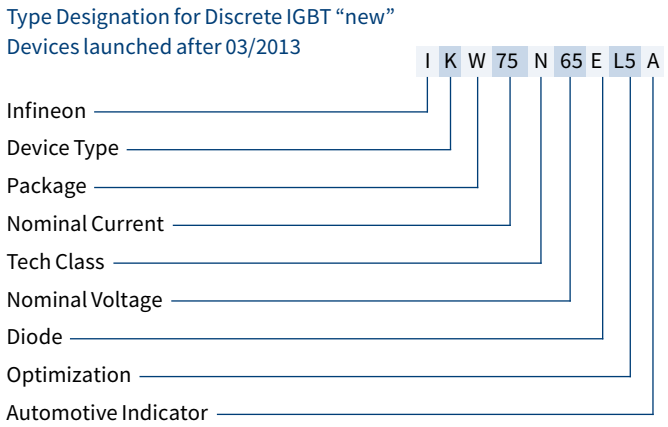 Type Designation for Discrete IGBT “new”
Devices launched after 03/2013
I K W 75 N 65 E L5 A
Infineon
Device Type
Package
Nominal Current
Tech Class
Nominal Voltage
Diode
Optimization
Automotive Indicator